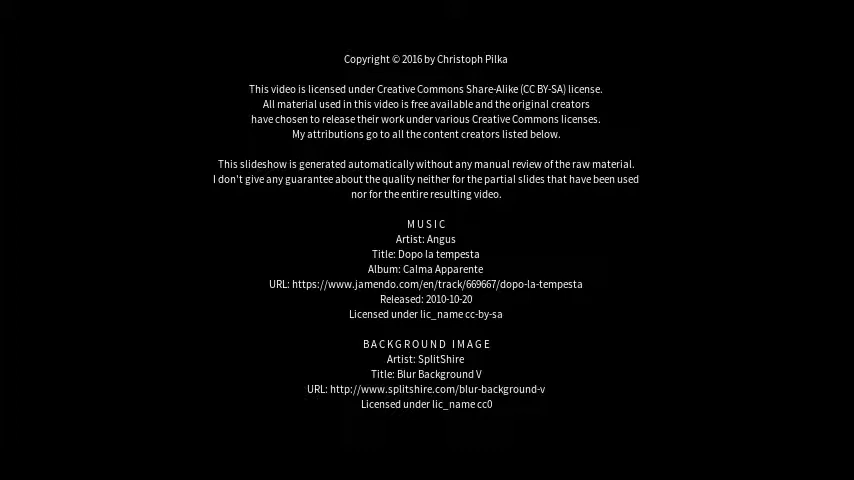 Copyright © 2016 by Christoph Pilka
This video is licensed under Creative Commons Share-Alike (CC BY-SA) license.
All material used in this video is free available and the original creators
have chosen to release their work under various Creative Commons licenses.
My attributions go to all the content creators listed below.
This slideshow is generated automatically without any manual review of the raw material.
I don't give any guarantee about the quality neither for the partial slides that have been used
nor for the entire resulting video.
MUSIC
Artist: Angus
Title: Dopo la tempesta
Album: Calma Apparente
URL: https://www.jamendo.com/en/track/669667/dopo-la-tempesta
Released: 2010-10-20
Licensed under lic_name cc-by-sa
BACKGROUND IMAGE
Artist: SplitShire
Title: Blur Background V
URL: http://www.splitshire.com/blur-background-v
Licensed under lic_name cc0